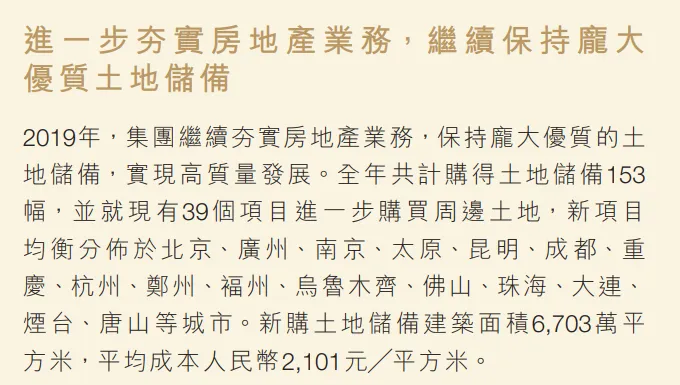 進一步夯實房地產業務，繼續保持龐大
優質土地儲備
2019年，集團繼續夯實房地產業務，保持龐大優質的土
地儲備，實現高質量發展。全年共計購得土地儲備153
幅，並就現有39個項目進一步購買周邊土地，新項目
均衡分佈於北京、廣州、南京、太原、昆明、成都、重
慶、杭州、鄭州、福州、烏魯木齊、佛山、珠海、大連、
煙台、唐山等城市。新購土地儲備建築面積6,703萬平
方米，平均成本人民幣2,101元╱平方米。